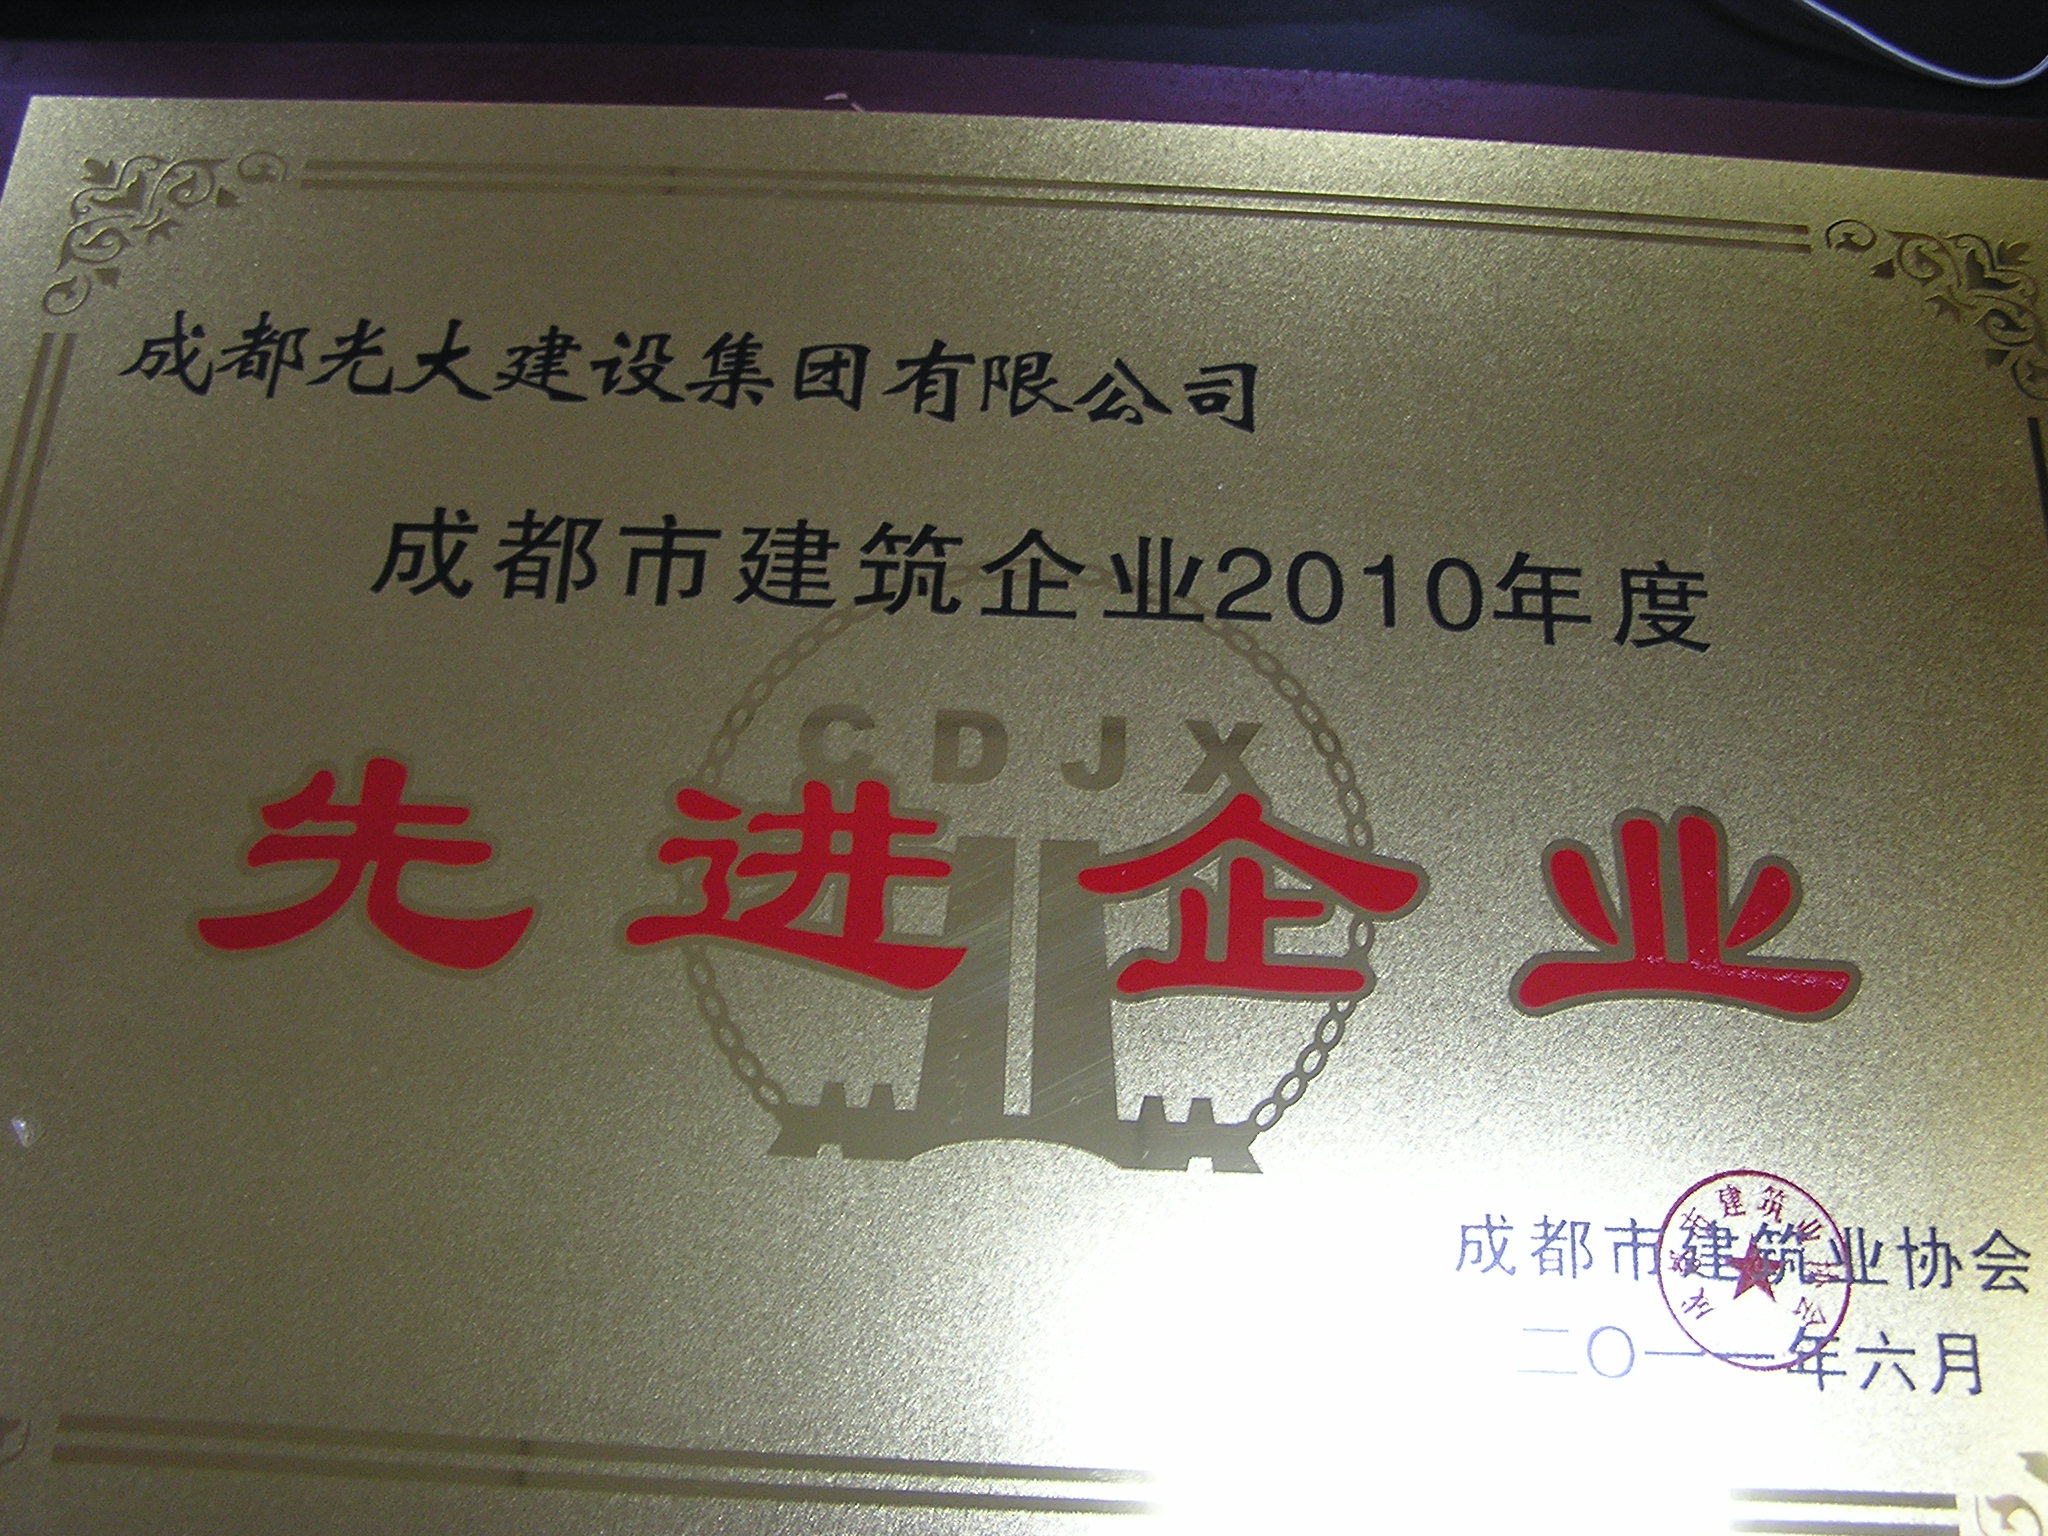 成都光大建设集团有限公司
成都市建筑企业2010年度
CDJX
先进企业
成都市建筑业协会
二〇一一年六月